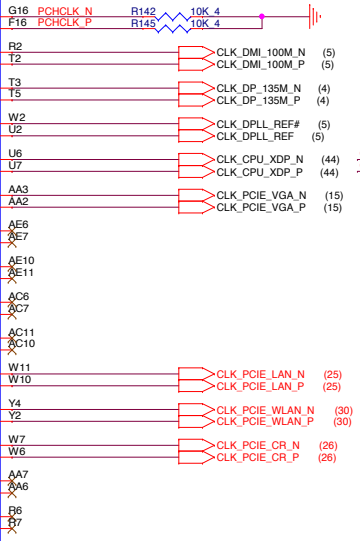 G16 PCHCLK_N R142 10K_4
F16 PCHCLK_P R145 10K_4
R2 CLK_DMI_100M_N (5)
T2 CLK_DMI_100M_P (5)
T3 CLK_DP_135M_N (4)
T5 CLK_DP_135M_P (4)
W2 CLK_DPLL_REF# (5)
U2 CLK_DPLL_REF (5)
U6 CLK_CPU_XDP_N (44)
U7 CLK_CPU_XDP_P (44)
AA3 CLK_PCIE_VGA_N (15)
AA2 CLK_PCIE_VGA_P (15)
AE6
AE7
AE10
AE11
AC6
AC7
AC11
AC10
W11 CLK_PCIE_LAN_N (25)
W10 CLK_PCIE_LAN_P (25)
Y4 CLK_PCIE_WLAN_N (30)
Y2 CLK_PCIE_WLAN_P (30)
W7 CLK_PCIE_CR_N (26)
W6 CLK_PCIE_CR_P (26)
AA7
AA6
R6
R7